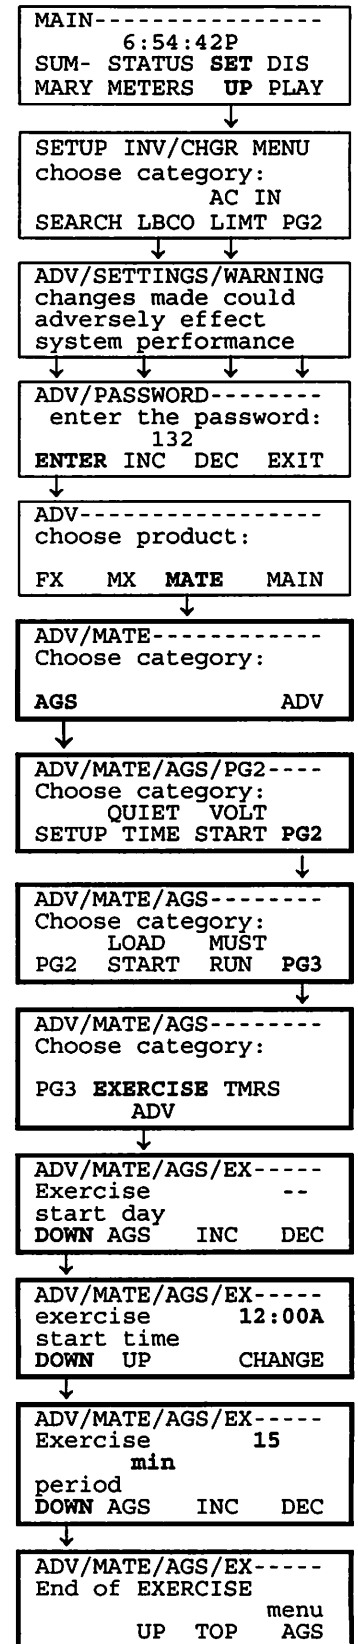 MAIN-----------------
6:54:42P
SUM- STATUS SET DIS
MARY METERS UP PLAY
SETUP INV/CHGR MENU
choose category:
AC IN
SEARCH LBCO LIMT PG2
ADV/SETTINGS/WARNING
changes made could
adversely effect
system performance
ADV/PASSWORD--------
enter the password:
132
ENTER INC DEC EXIT
ADV-----------------
choose product:
FX MX MATE MAIN
ADV/MATE------------
Choose category:
AGS ADV
ADV/MATE/AGS/PG2----
Choose category:
QUIET VOLT
SETUP TIME START PG2
ADV/MATE/AGS--------
Choose category:
LOAD MUST
PG2 START RUN PG3
ADV/MATE/AGS--------
Choose category:
PG3 EXERCISE TMRS
ADV
ADV/MATE/AGS/EX-----
Exercise --
start day
DOWN AGS INC DEC
ADV/MATE/AGS/EX-----
exercise 12:00A
start time
DOWN UP CHANGE
ADV/MATE/AGS/EX-----
Exercise 15
min
period
DOWN AGS INC DEC
ADV/MATE/AGS/EX-----
End of EXERCISE
menu
UP TOP AGS